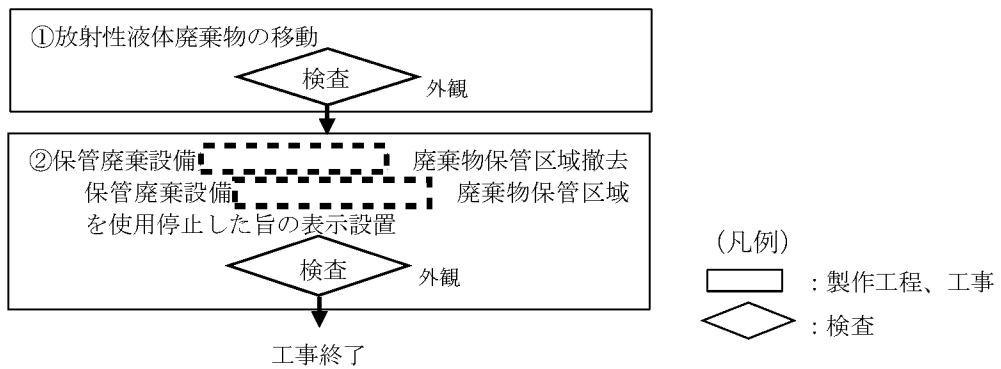 ①放射性液体廃棄物の移動
検査
外観
②保管廃棄設備 廃棄物保管区域撤去
保管廃棄設備 廃棄物保管区域
を使用停止した旨の表示設置
検査
外観
工事終了
（凡例）
：製作工程、工事
：検査